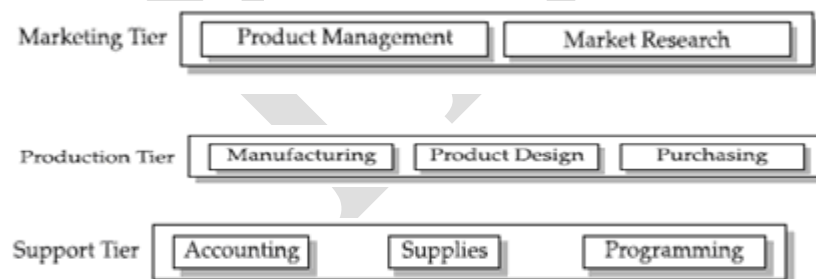 Marketing Tier Product Management Market Research
Production Tier Manufacturing Product Design Purchasing
Support Tier Accounting Supplies Programming